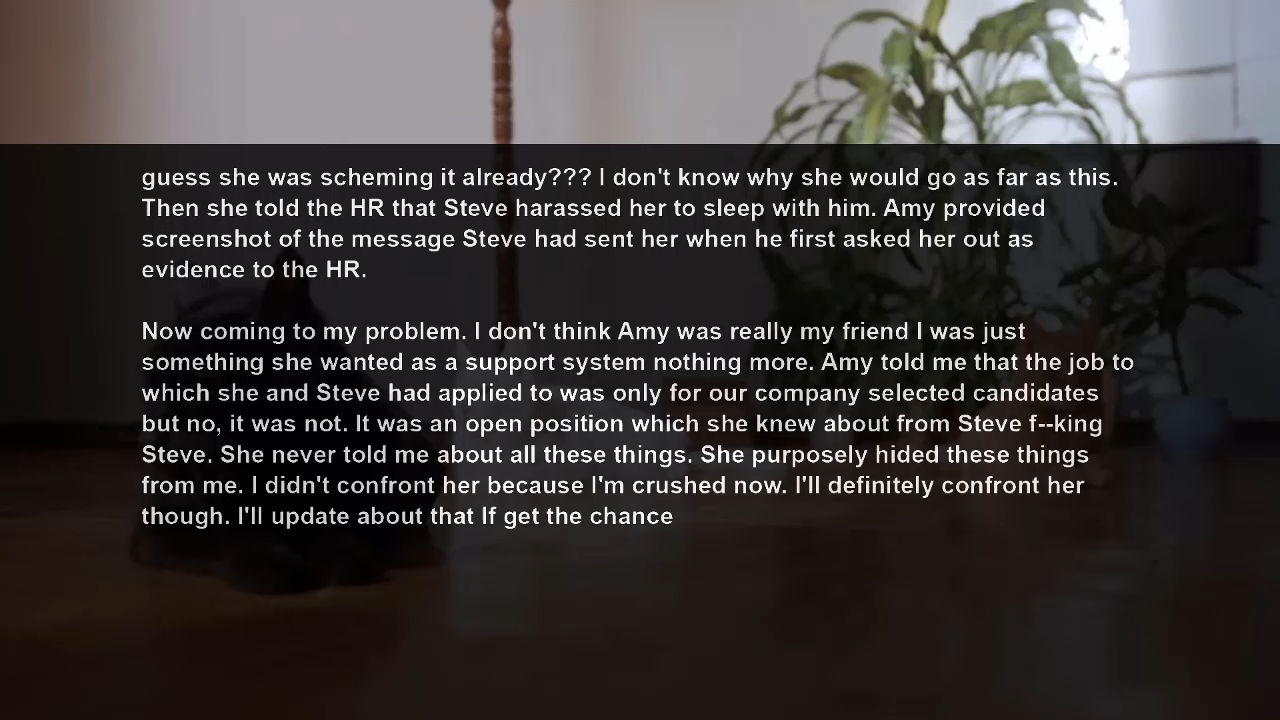 guess she was scheming it already??? I don't know why she would go as far as this.
Then she told the HR that Steve harassed her to sleep with him. Amy provided
screenshot of the message Steve had sent her when he first asked her out as
evidence to the HR.
Now coming to my problem. I don't think Amy was really my friend I was just
something she wanted as a support system nothing more. Amy told me that the job to
which she and Steve had applied to was only for our company selected candidates
but no, it was not. It was an open position which she knew about from Steve f--king
Steve. She never told me about all these things. She purposely hided these things
from me. I didn't confront her because I'm crushed now. I'll definitely confront her
though. I'll update about that If get the chance